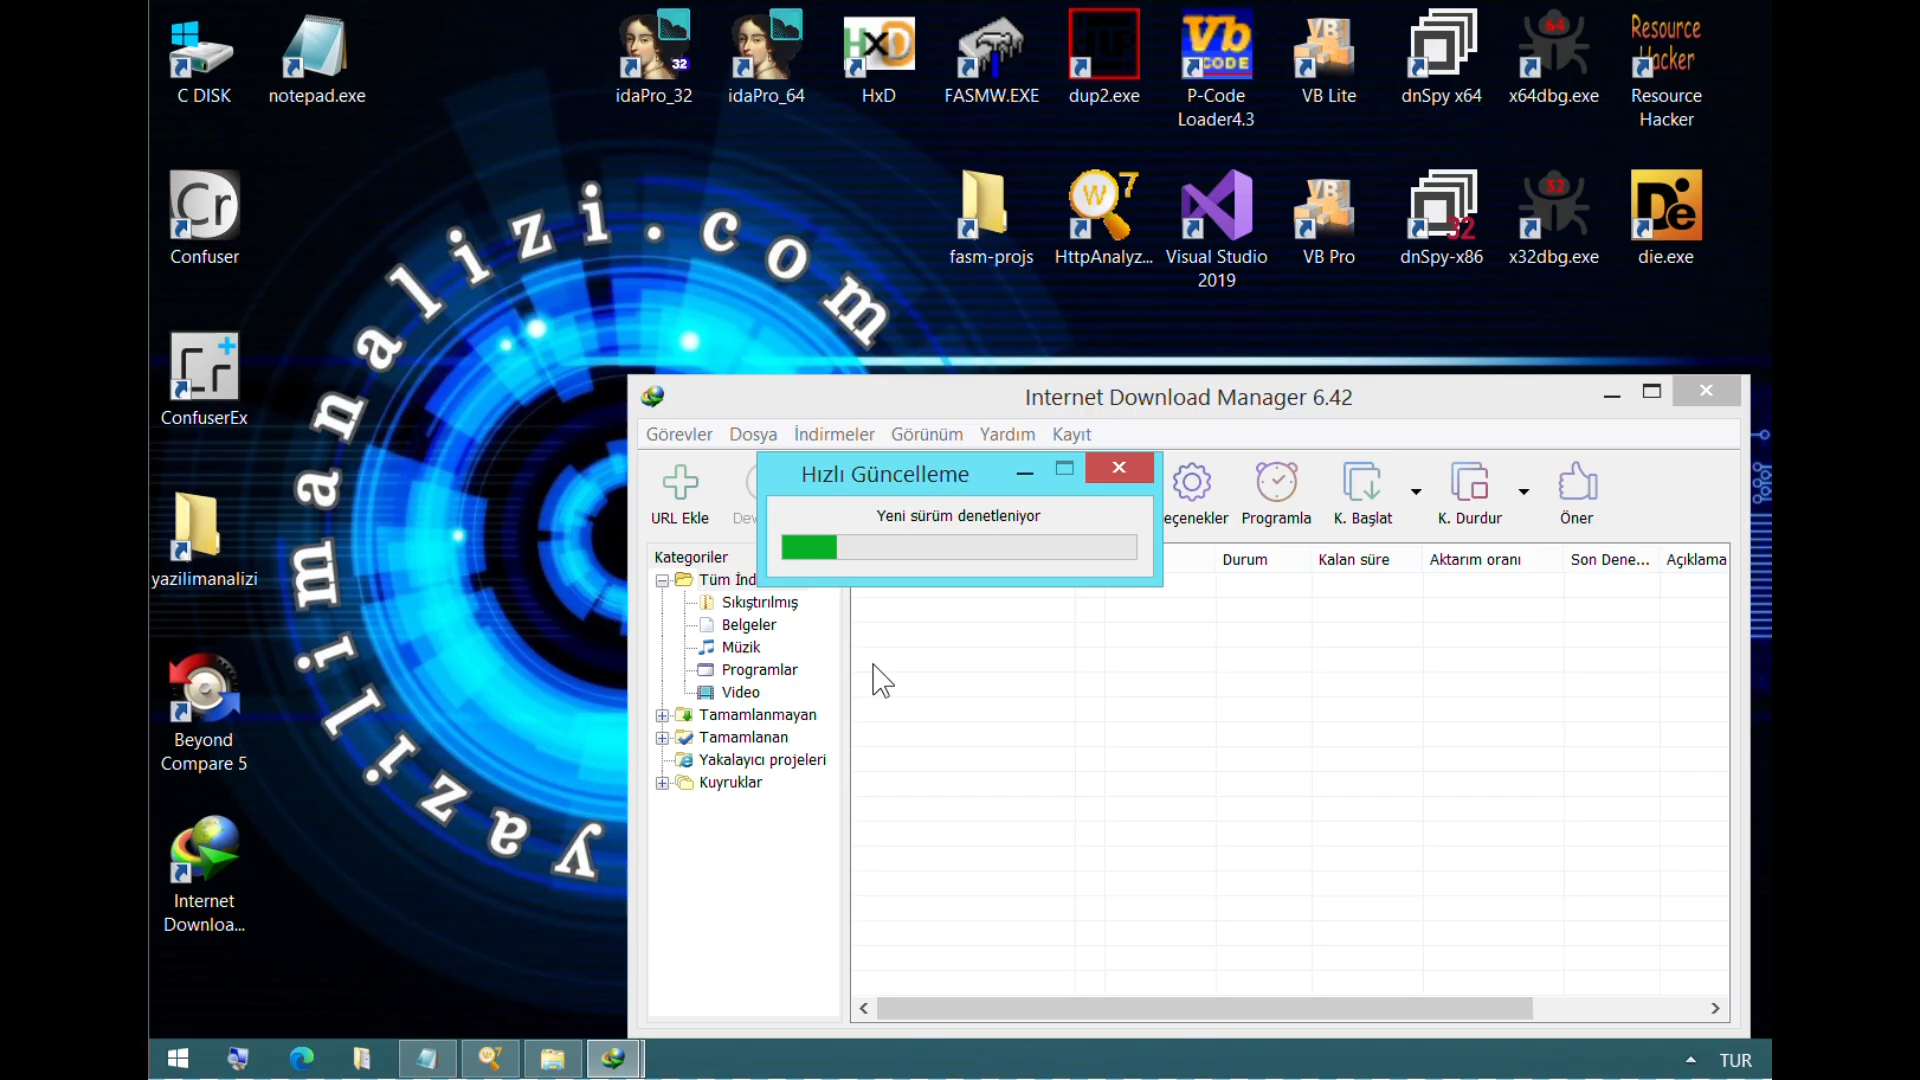 C DISK
notepad.exe
idaPro_32
idaPro_64
HxD
FASMW.EXE
dup2.exe
P-Code
Loader4.3
VB Lite
dnSpy x64
x64dbg.exe
Resource
Hacker
Confuser
fasm-projs
HttpAnalyz...
Visual Studio
2019
VB Pro
dnSpy-x86
x32dbg.exe
die.exe
ConfuserEx
yazilimanalizi
Beyond
Compare 5
Internet
Downloa...
yazilimanalizi.com
Internet Download Manager 6.42
Görevler Dosya İndirmeler Görünüm Yardım Kayıt
Hızlı Güncelleme
Yeni sürüm denetleniyor
URL Ekle
eçenekler Programla K. Başlat K. Durdur Öner
Kategoriler
Durum Kalan süre Aktarım oranı Son Dene... Açıklama
Tüm İnd
Sıkıştırılmış
Belgeler
Müzik
Programlar
Video
Tamamlanmayan
Tamamlanan
Yakalayıcı projeleri
Kuyruklar
TUR